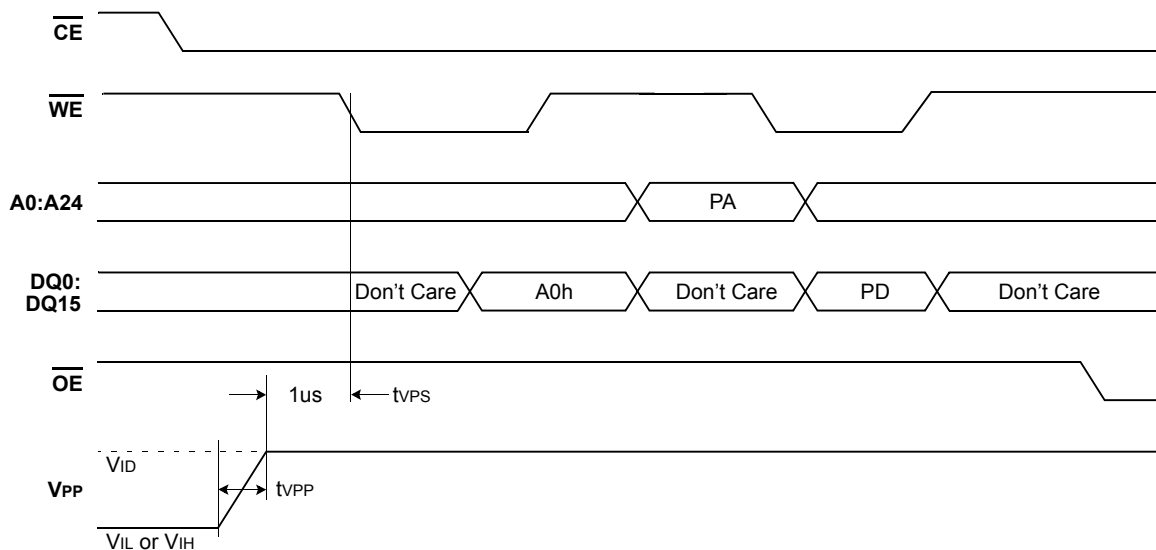 CE
WE
A0:A24
PA
DQ0:
DQ15
Don't Care
A0h
Don't Care
PD
Don't Care
OE
1us
tVPS
VID
VPP
tVPP
VIL or VIH